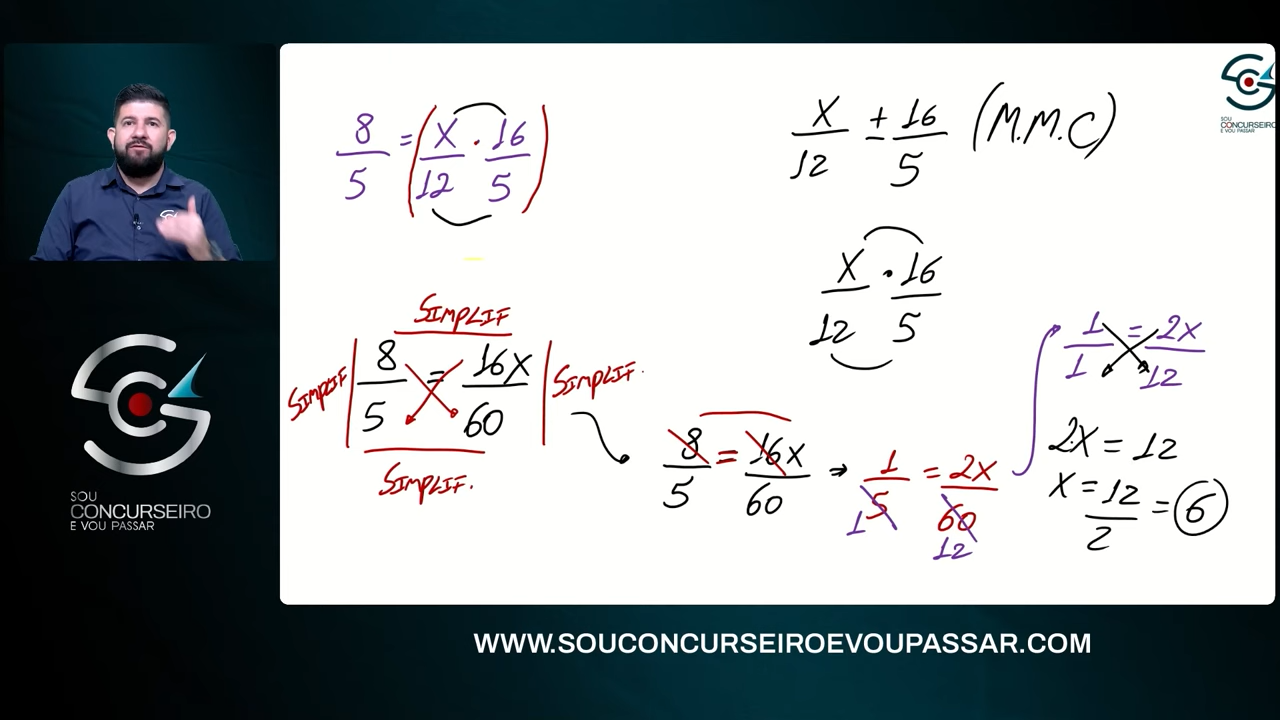 8/5 = (x/12 · 16/5)
x/12 ± 16/5 (M.M.C)
x/12 · 16/5
SIMPLIF
SIMPLIF 8/5 = 16x/60 SIMPLIF.
SIMPLIF.
8/5 = 16x/60 → 1/5 = 2x/60
1 12
1/1 = 2x/12
2x = 12
x = 12/2 = 6
SOU
CONCURSEIRO
E VOU PASSAR
SOU
CONCURSEIRO
E VOU PASSAR
WWW.SOUCONCURSEIROEVOUPASSAR.COM